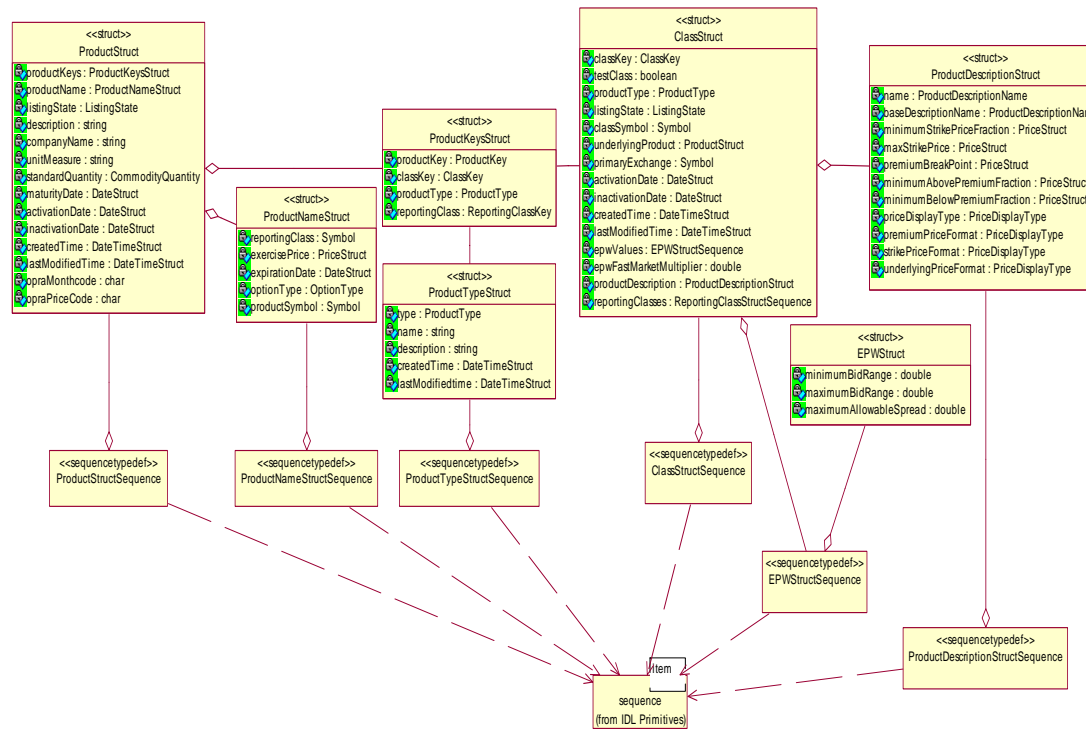 <<struct>>
ProductStruct
productKeys : ProductKeysStruct
productName : ProductNameStruct
listingState : ListingState
description : string
companyName : string
unitMeasure : string
standardQuantity : CommodityQuantity
maturityDate : DateStruct
activationDate : DateStruct
inactivationDate : DateStruct
createdTime : DateTimeStruct
lastModifiedTime : DateTimeStruct
opraMonthcode : char
opraPriceCode : char
<<struct>>
ProductKeysStruct
productKey : ProductKey
classKey : ClassKey
productType : ProductType
reportingClass : ReportingClassKey
<<struct>>
ProductNameStruct
reportingClass : Symbol
exercisePrice : PriceStruct
expirationDate : DateStruct
optionType : OptionType
productSymbol : Symbol
<<struct>>
ProductTypeStruct
type : ProductType
name : string
description : string
createdTime : DateTimeStruct
lastModifiedtime : DateTimeStruct
<<struct>>
ClassStruct
classKey : ClassKey
testClass : boolean
productType : ProductType
listingState : ListingState
classSymbol : Symbol
underlyingProduct : ProductStruct
primaryExchange : Symbol
activationDate : DateStruct
inactivationDate : DateStruct
createdTime : DateTimeStruct
lastModifiedTime : DateTimeStruct
epwValues : EPWStructSequence
epwFastMarketMultiplier : double
productDescription : ProductDescriptionStruct
reportingClasses : ReportingClassStructSequence
<<struct>>
ProductDescriptionStruct
name : ProductDescriptionName
baseDescriptionName : ProductDescriptionNam
minimumStrikePriceFraction : PriceStruct
maxStrikePrice : PriceStruct
premiumBreakPoint : PriceStruct
minimumAbovePremiumFraction : PriceStruct
minimumBelowPremiumFraction : PriceStruct
priceDisplayType : PriceDisplayType
premiumPriceFormat : PriceDisplayType
strikePriceFormat : PriceDisplayType
underlyingPriceFormat : PriceDisplayType
<<struct>>
EPWStruct
minimumBidRange : double
maximumBidRange : double
maximumAllowableSpread : double
<<sequencetypedef>>
ProductStructSequence
<<sequencetypedef>>
ProductNameStructSequence
<<sequencetypedef>>
ProductTypeStructSequence
<<sequencetypedef>>
ClassStructSequence
<<sequencetypedef>>
EPWStructSequence
<<sequencetypedef>>
ProductDescriptionStructSequence
Item
sequence
(from IDL Primitives)